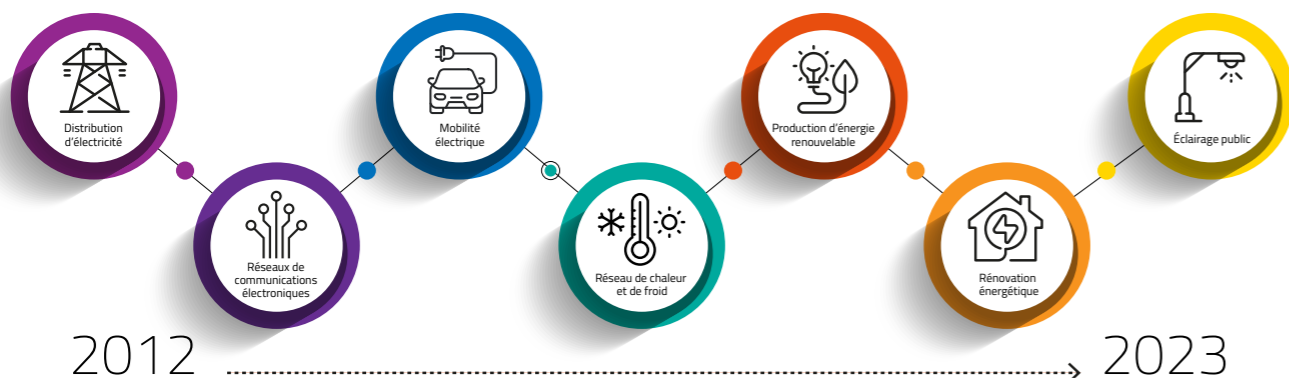 Distribution
d'électricité
Réseaux de
communications
électroniques
Mobilité
électrique
Réseau de chaleur
et de froid
Production d'énergie
renouvelable
Rénovation
énergétique
Éclairage public
2012
2023